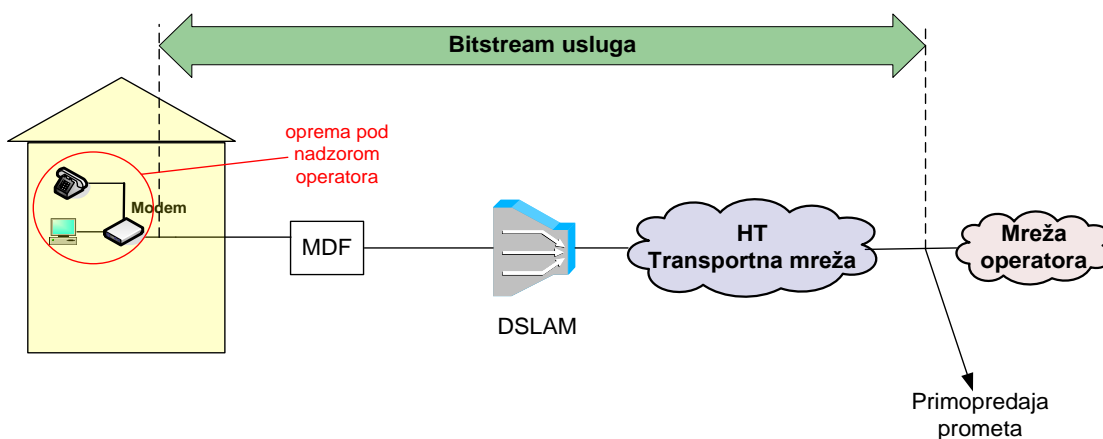 Bitstream usluga
oprema pod
nadzorom
operatora
Modem
MDF
DSLAM
HT
Transportna mreža
Mreža
operatora
Primopredaja
prometa